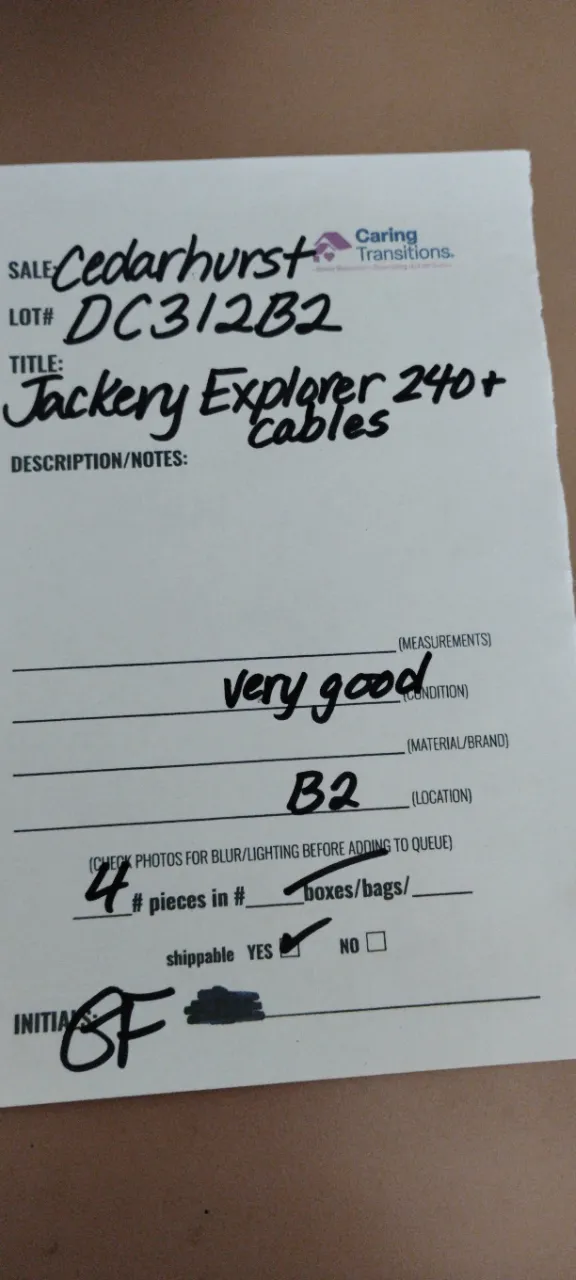 Caring
Transitions.
SALE: Cedarhurst
LOT# DC312B2
TITLE:
Jackery Explorer 240+
cables
DESCRIPTION/NOTES:
(MEASUREMENTS)
very good (CONDITION)
(MATERIAL/BRAND)
B2 (LOCATION)
(CHECK PHOTOS FOR BLUR/LIGHTING BEFORE ADDING TO QUEUE)
4 # pieces in # boxes/bags/
shippable YES ✓ NO ☐
INITIALS: GF